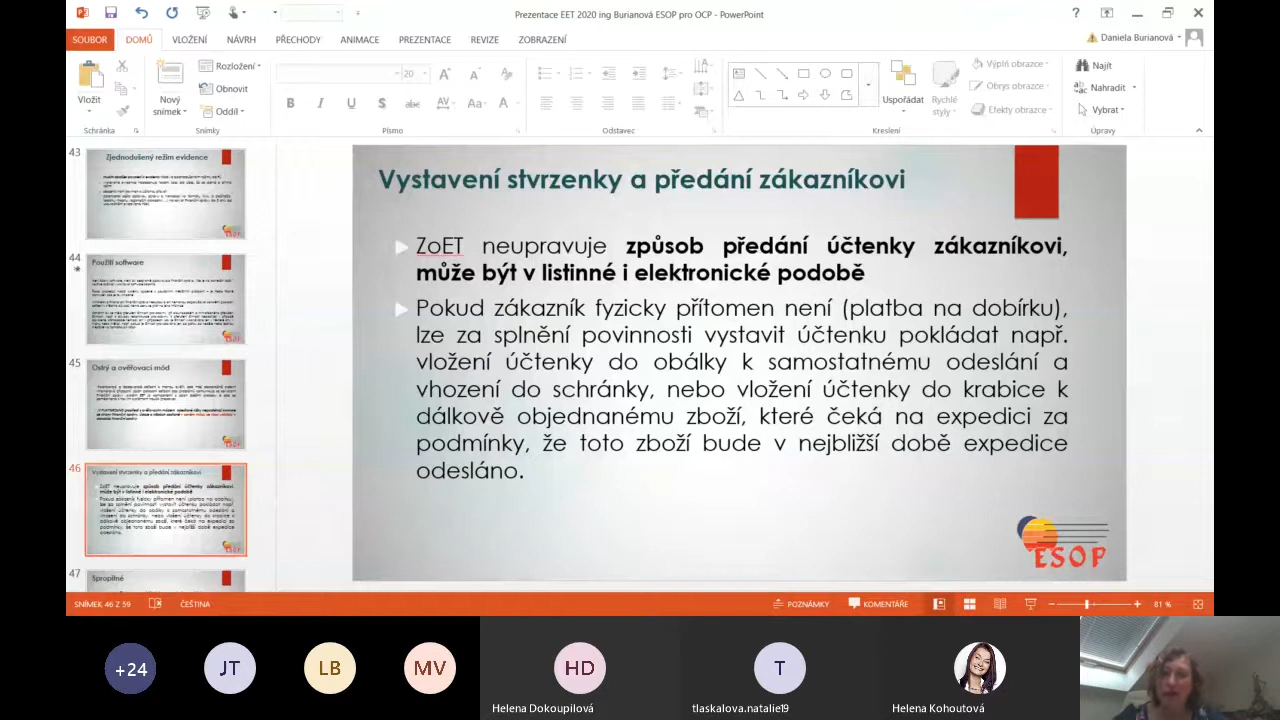 Prezentace EET 2020 ing Burianová ESOP pro OCP - PowerPoint
SOUBOR
DOMŮ
VLOŽENÍ
NÁVRH
PŘECHODY
ANIMACE
PREZENTACE
REVIZE
ZOBRAZENÍ
Daniela Burianová
Vložit
Nový
snímek
Rozložení
Obnovit
Oddíl
20
Uspořádat
Rychlé
styly
Výplň obrazce
Obrys obrazce
Efekty obrazce
Najít
Nahradit
Vybrat
Schránka
Snímky
Písmo
Odstavec
Kreslení
Úpravy
43
Zjednodušený režim evidence
44
Použití software
45
Ostrý a ověřovací mód
46
Vystavení stvrzenky a předání zákazníkovi
47
Spropitné
Vystavení stvrzenky a předání zákazníkovi
ZoET neupravuje způsob předání účtenky zákazníkovi,
může být v listinné i elektronické podobě
Pokud zákazník fyzicky přítomen není (platba na dobírku),
lze za splnění povinnosti vystavit účtenku pokládat např.
vložení účtenky do obálky k samostatnému odeslání a
vhození do schránky, nebo vložení účtenky do krabice k
dálkově objednanému zboží, které čeká na expedici za
podmínky, že toto zboží bude v nejbližší době expedice
odesláno.
ESOP
SNÍMEK 46 Z 59
ČEŠTINA
POZNÁMKY
KOMENTÁŘE
81 %
+24
JT
LB
MV
HD
T
Helena Dokoupilová
tlaskalova.natalie19
Helena Kohoutová